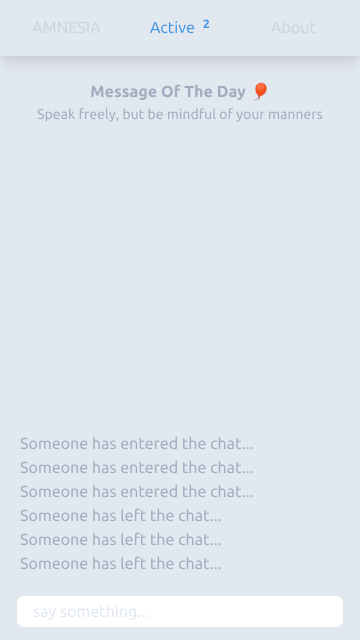 AMNESIA Active 2 About
Message Of The Day 🎈
Speak freely, but be mindful of your manners
Someone has entered the chat...
Someone has entered the chat...
Someone has entered the chat...
Someone has left the chat...
Someone has left the chat...
Someone has left the chat...
say something...